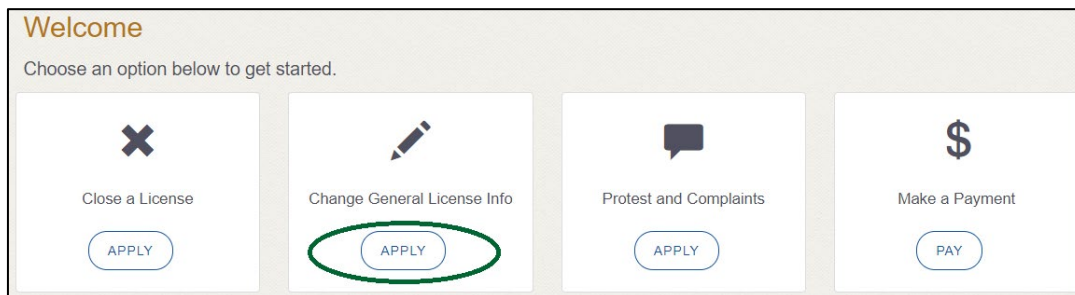 Welcome
Choose an option below to get started.
Close a License
Change General License Info
Protest and Complaints
Make a Payment
APPLY
APPLY
APPLY
PAY